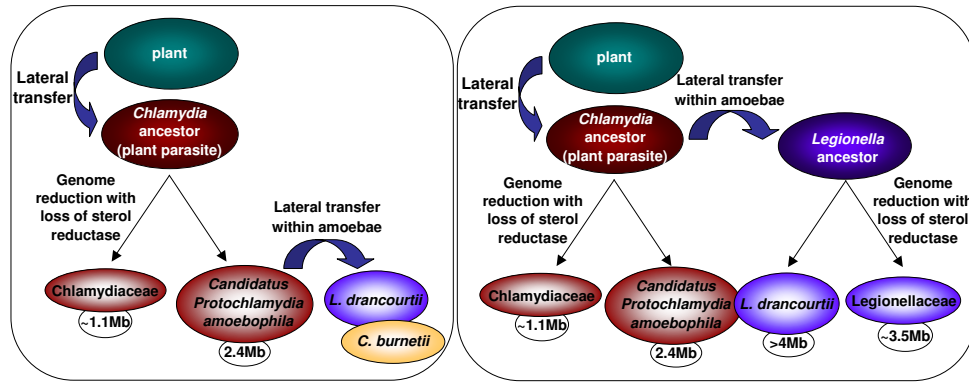 plant
Lateral
transfer
Chlamydia
ancestor
(plant parasite)
Genome
reduction with
loss of sterol
reductase
Lateral transfer
within amoebae
Chlamydiaceae
~1.1Mb
Candidatus
Protochlamydia
amoebophila
2.4Mb
L. drancourtii
C. burnetii
plant
Lateral
transfer
Lateral transfer
within amoebae
Chlamydia
ancestor
(plant parasite)
Legionella
ancestor
Genome
reduction with
loss of sterol
reductase
Genome
reduction with
loss of sterol
reductase
Chlamydiaceae
~1.1Mb
Candidatus
Protochlamydia
amoebophila
2.4Mb
L. drancourtii
>4Mb
Legionellaceae
~3.5Mb